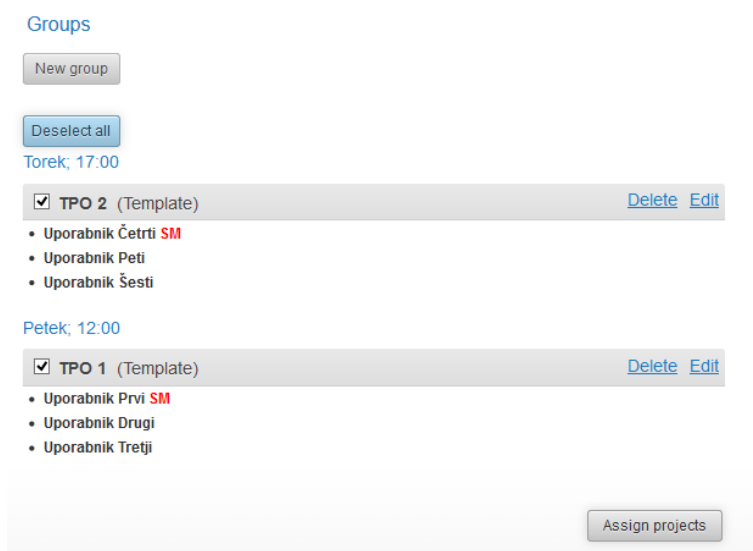 Groups
New group
Deselect all
Torek; 17:00
TPO 2 (Template) Delete Edit
• Uporabnik Četrti SM
• Uporabnik Peti
• Uporabnik Šesti
Petek; 12:00
TPO 1 (Template) Delete Edit
• Uporabnik Prvi SM
• Uporabnik Drugi
• Uporabnik Tretji
Assign projects